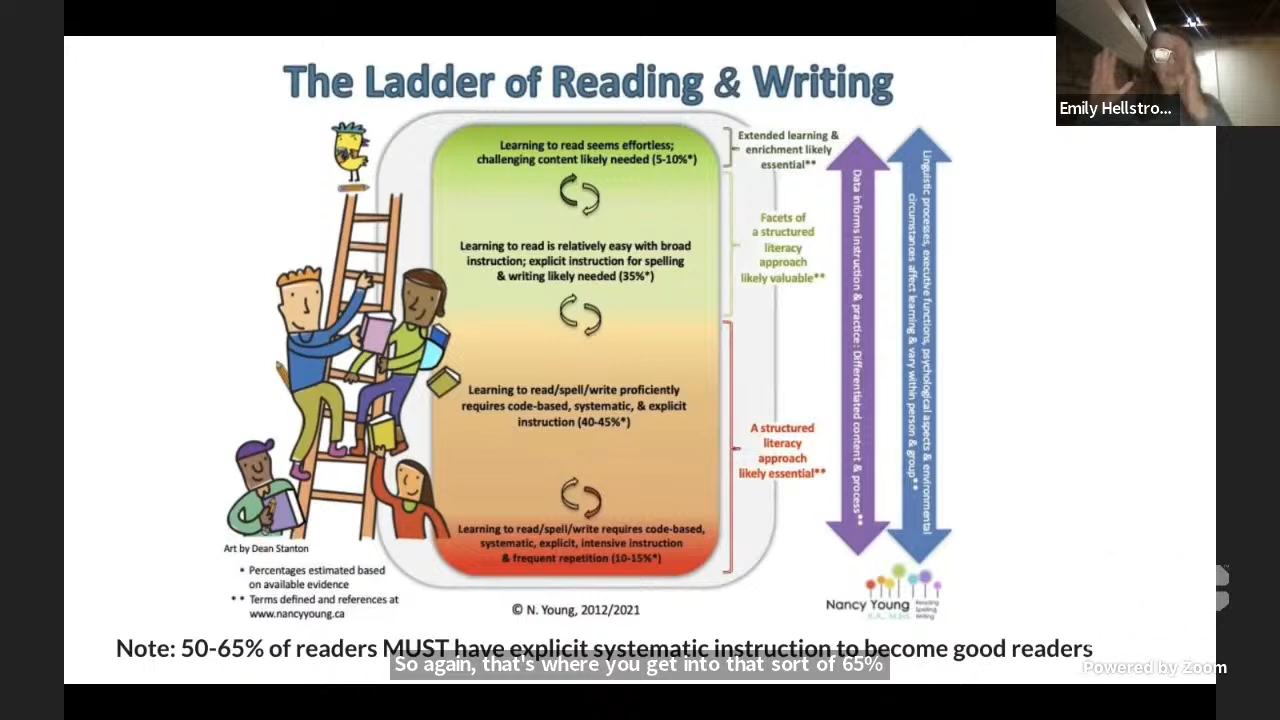 The Ladder of Reading & Writing
Emily Hellstro...
Learning to read seems effortless;
challenging content likely needed (5-10%*)
Learning to read is relatively easy with broad
instruction; explicit instruction for spelling
& writing likely needed (35%*)
Learning to read/spell/write proficiently
requires code-based, systematic, & explicit
instruction (40-45%*)
Learning to read/spell/write requires code-based,
systematic, explicit, intensive instruction
& frequent repetition (10-15%*)
Extended learning &
enrichment likely
essential**
Facets of
a structured
literacy
approach
likely valuable**
A structured
literacy
approach
likely essential**
Data informs instruction & practice : Differentiated content & process**
Linguistic processes, executive functions, psychological aspects & environmental
circumstances affect learning & vary within person & group**
Art by Dean Stanton
* Percentages estimated based
on available evidence
** Terms defined and references at
www.nancyyoung.ca
© N. Young, 2012/2021
Nancy Young
Reading
Spelling
Writing
Note: 50-65% of readers MUST have explicit systematic instruction to become good readers
So again, that's where you get into that sort of 65%
Powered by Zoom